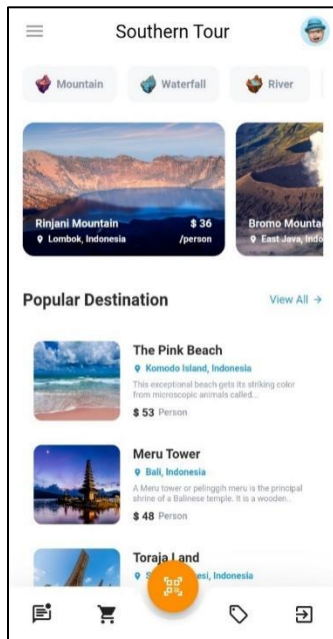 Southern Tour
Mountain
Waterfall
River
Rinjani Mountain
$ 36
Lombok, Indonesia
/person
Bromo Mounta
East Java, Indo
Popular Destination
View All →
The Pink Beach
Komodo Island, Indonesia
This exceptional beach gets its striking color
from microscopic animals called...
$ 53 Person
Meru Tower
Bali, Indonesia
A Meru tower or pelinggih meru is the principal
shrine of a Balinese temple. It is a wooden..
$ 48 Person
Toraja Land
esi, Indonesia